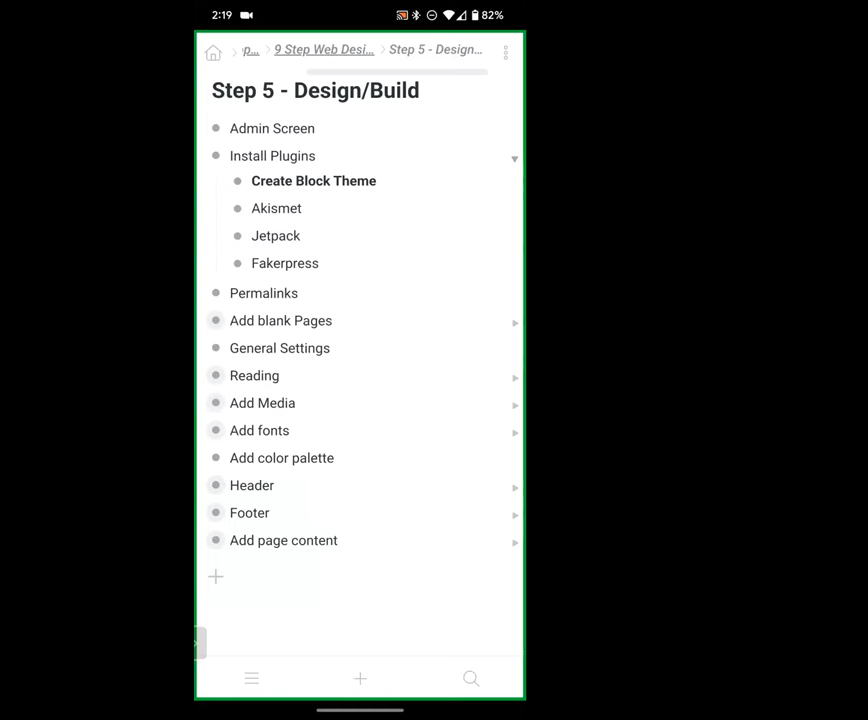 2:19 82%
p... 9 Step Web Desi... Step 5 - Design...
Step 5 - Design/Build
Admin Screen
Install Plugins
Create Block Theme
Akismet
Jetpack
Fakerpress
Permalinks
Add blank Pages
General Settings
Reading
Add Media
Add fonts
Add color palette
Header
Footer
Add page content